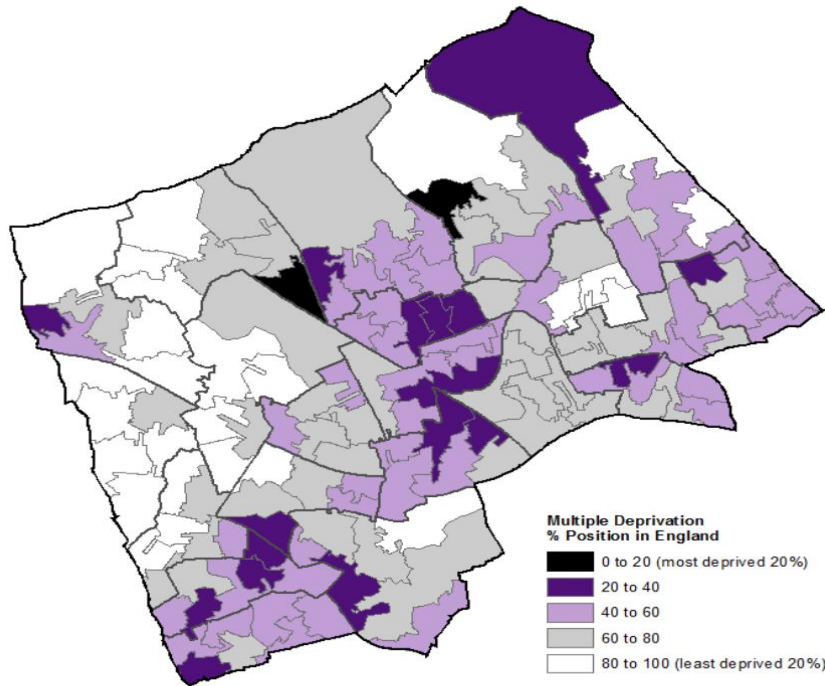 Multiple Deprivation
% Position in England
0 to 20 (most deprived 20%)
20 to 40
40 to 60
60 to 80
80 to 100 (least deprived 20%)